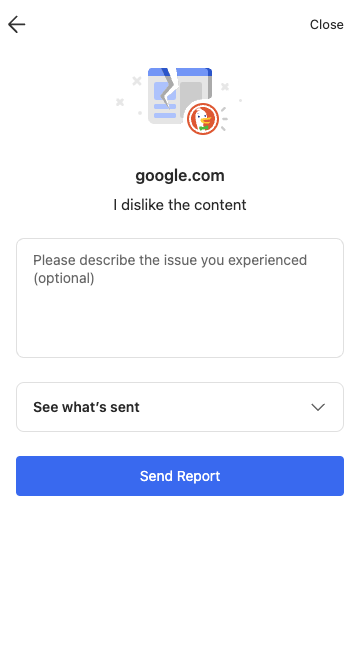 Close
google.com
I dislike the content
Please describe the issue you experienced
(optional)
See what’s sent
Send Report